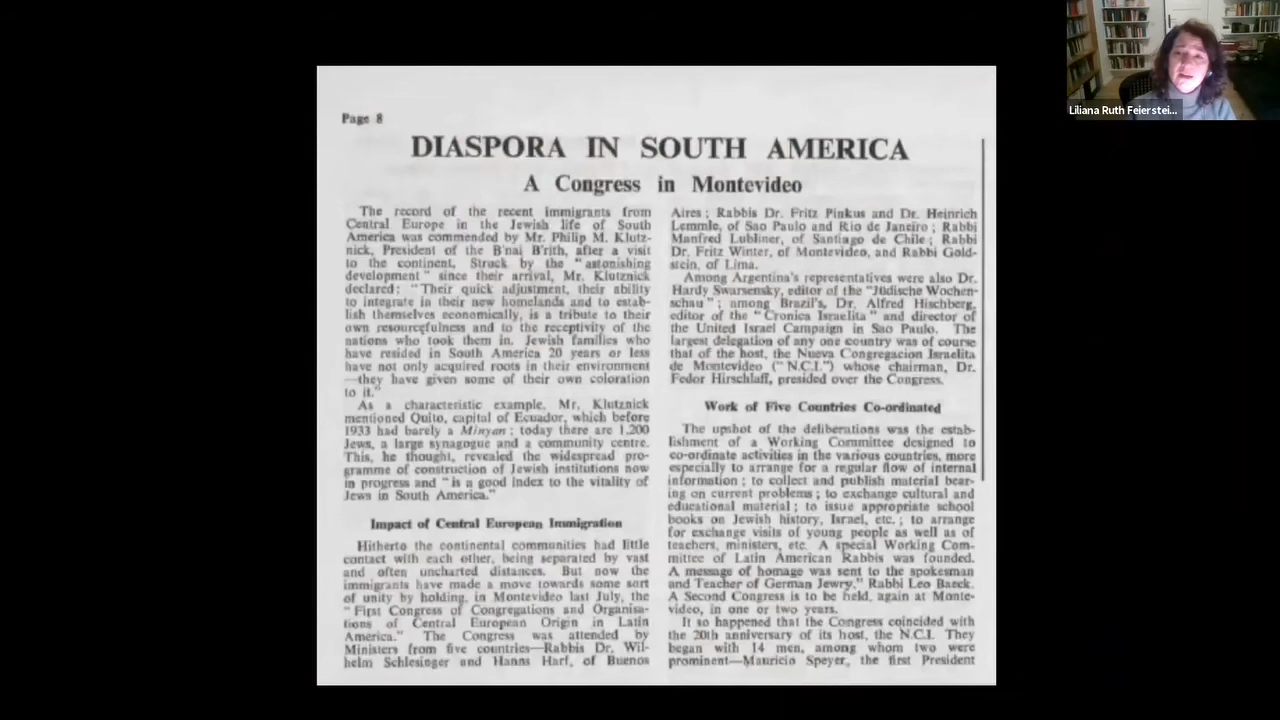 Liliana Ruth Feierstei...
Page 8
DIASPORA IN SOUTH AMERICA
A Congress in Montevideo
The record of the recent immigrants from
Central Europe in the Jewish life of South
America was commended by Mr. Philip M. Klutz-
nick, President of the B'nai B'rith, after a visit
to the continent. Struck by the "astonishing
development" since their arrival, Mr. Klutznick
declared: "Their quick adjustment, their ability
to integrate in their new homelands and to estab-
lish themselves economically, is a tribute to their
own resourcefulness and to the receptivity of the
nations who took them in. Jewish families who
have resided in South America 20 years or less
have not only acquired roots in their environment
—they have given some of their own coloration
to it."
As a characteristic example, Mr. Klutznick
mentioned Quito, capital of Ecuador, which before
1933 had barely a Minyan; today there are 1,200
Jews, a large synagogue and a community centre.
This, he thought, revealed the widespread pro-
gramme of construction of Jewish institutions now
in progress and "is a good index to the vitality of
Jews in South America."
Impact of Central European Immigration
Hitherto the continental communities had little
contact with each other, being separated by vast
and often uncharted distances. But now the
immigrants have made a move towards some sort
of unity by holding, in Montevideo last July, the
"First Congress of Congregations and Organisa-
tions of Central European Origin in Latin
America." The Congress was attended by
Ministers from five countries—Rabbis Dr. Wil-
helm Schlesinger and Hanns Harf, of Buenos
Aires; Rabbis Dr. Fritz Pinkus and Dr. Heinrich
Lemmle, of Sao Paulo and Rio de Janeiro; Rabbi
Manfred Lubliner, of Santiago de Chile; Rabbi
Dr. Fritz Winter, of Montevideo, and Rabbi Gold-
stein, of Lima.
Among Argentina's representatives were also Dr.
Hardy Swarsensky, editor of the "Jüdische Wochen-
schau"; among Brazil's, Dr. Alfred Hischberg,
editor of the "Cronica Israelita" and director of
the United Israel Campaign in Sao Paulo. The
largest delegation of any one country was of course
that of the host, the Nueva Congregacion Israelita
de Montevideo ("N.C.I.") whose chairman, Dr.
Fedor Hirschlaff, presided over the Congress.
Work of Five Countries Co-ordinated
The upshot of the deliberations was the estab-
lishment of a Working Committee designed to
co-ordinate activities in the various countries, more
especially to arrange for a regular flow of internal
information; to collect and publish material bear-
ing on current problems; to exchange cultural and
educational material; to issue appropriate school
books on Jewish history, Israel, etc.; to arrange
for exchange visits of young people as well as of
teachers, ministers, etc. A special Working Com-
mittee of Latin American Rabbis was founded.
A message of homage was sent to the spokesman
and Teacher of German Jewry," Rabbi Leo Baeck.
A Second Congress is to be held, again at Monte-
video, in one or two years.
It so happened that the Congress coincided with
the 20th anniversary of its host, the N.C.I. They
began with 14 men, among whom two were
prominent—Mauricio Speyer, the first President